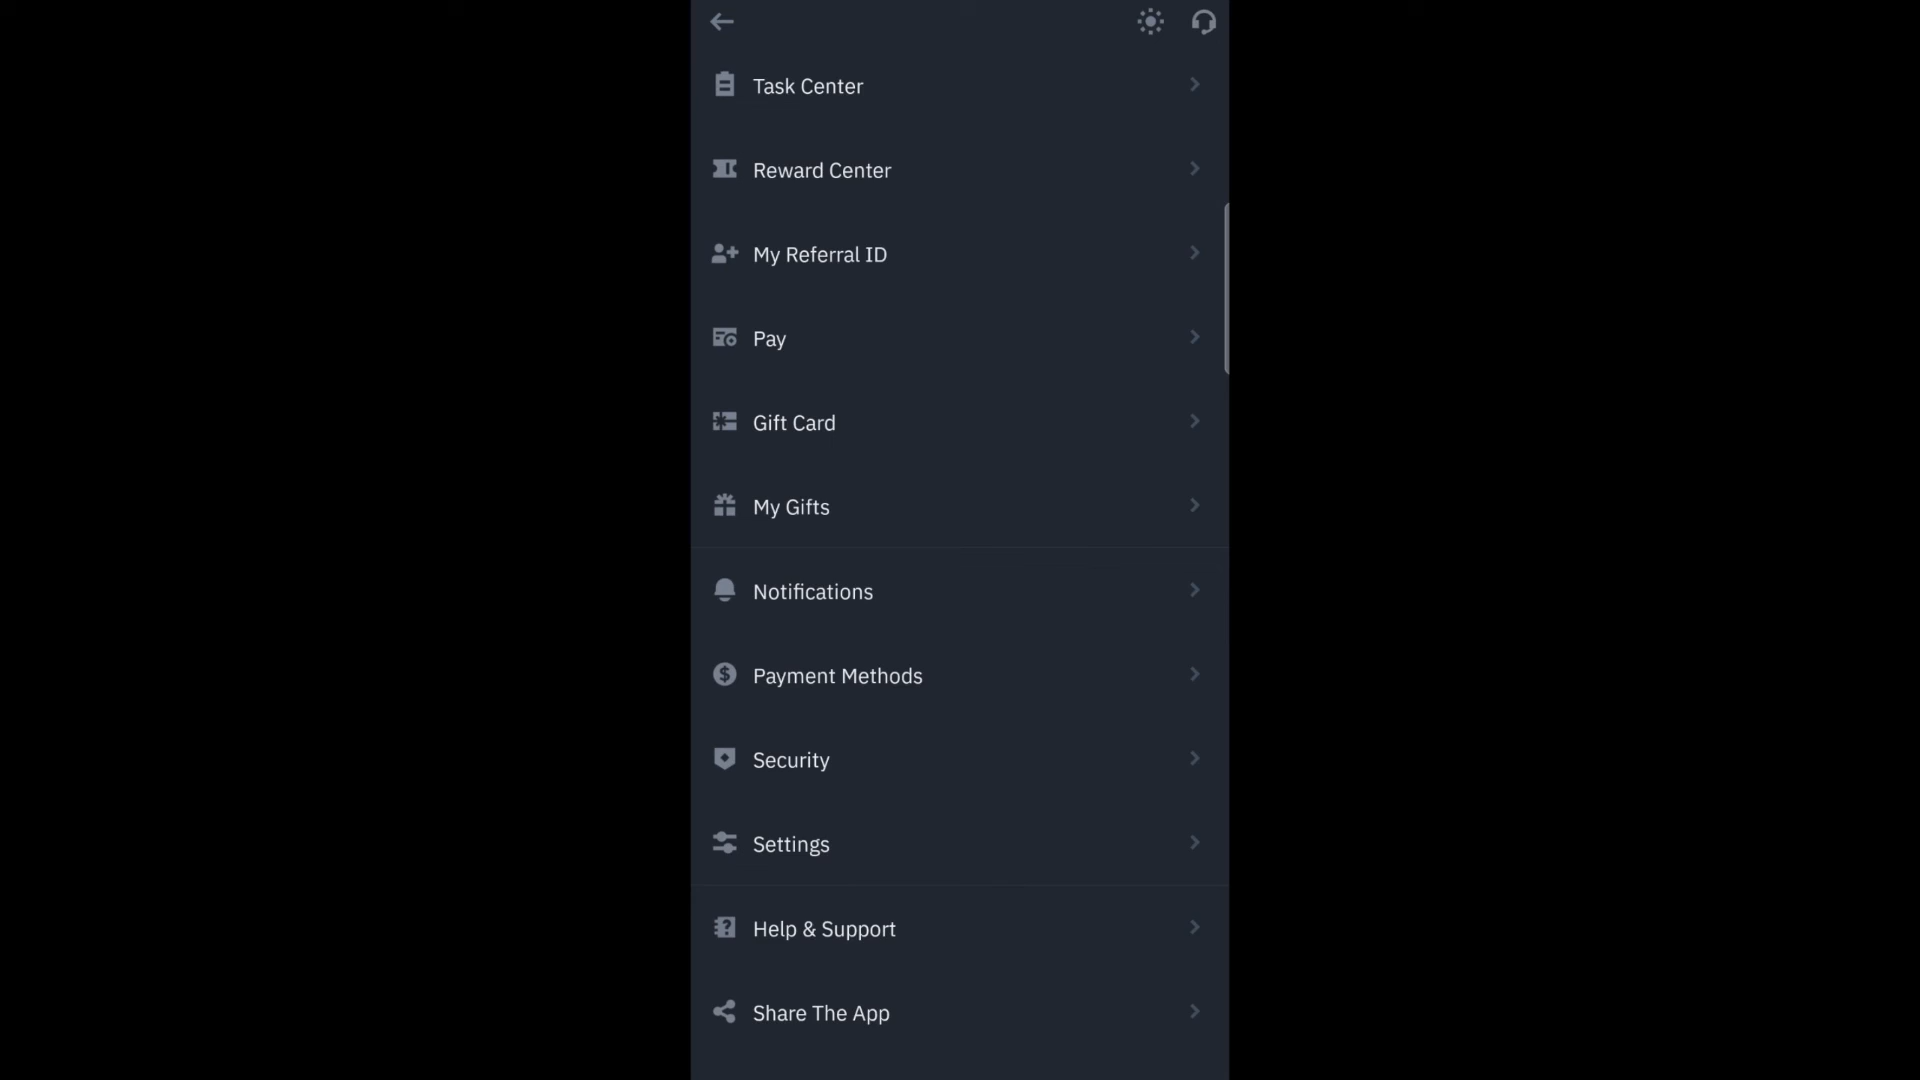 Task Center
Reward Center
My Referral ID
Pay
Gift Card
My Gifts
Notifications
Payment Methods
Security
Settings
Help & Support
Share The App